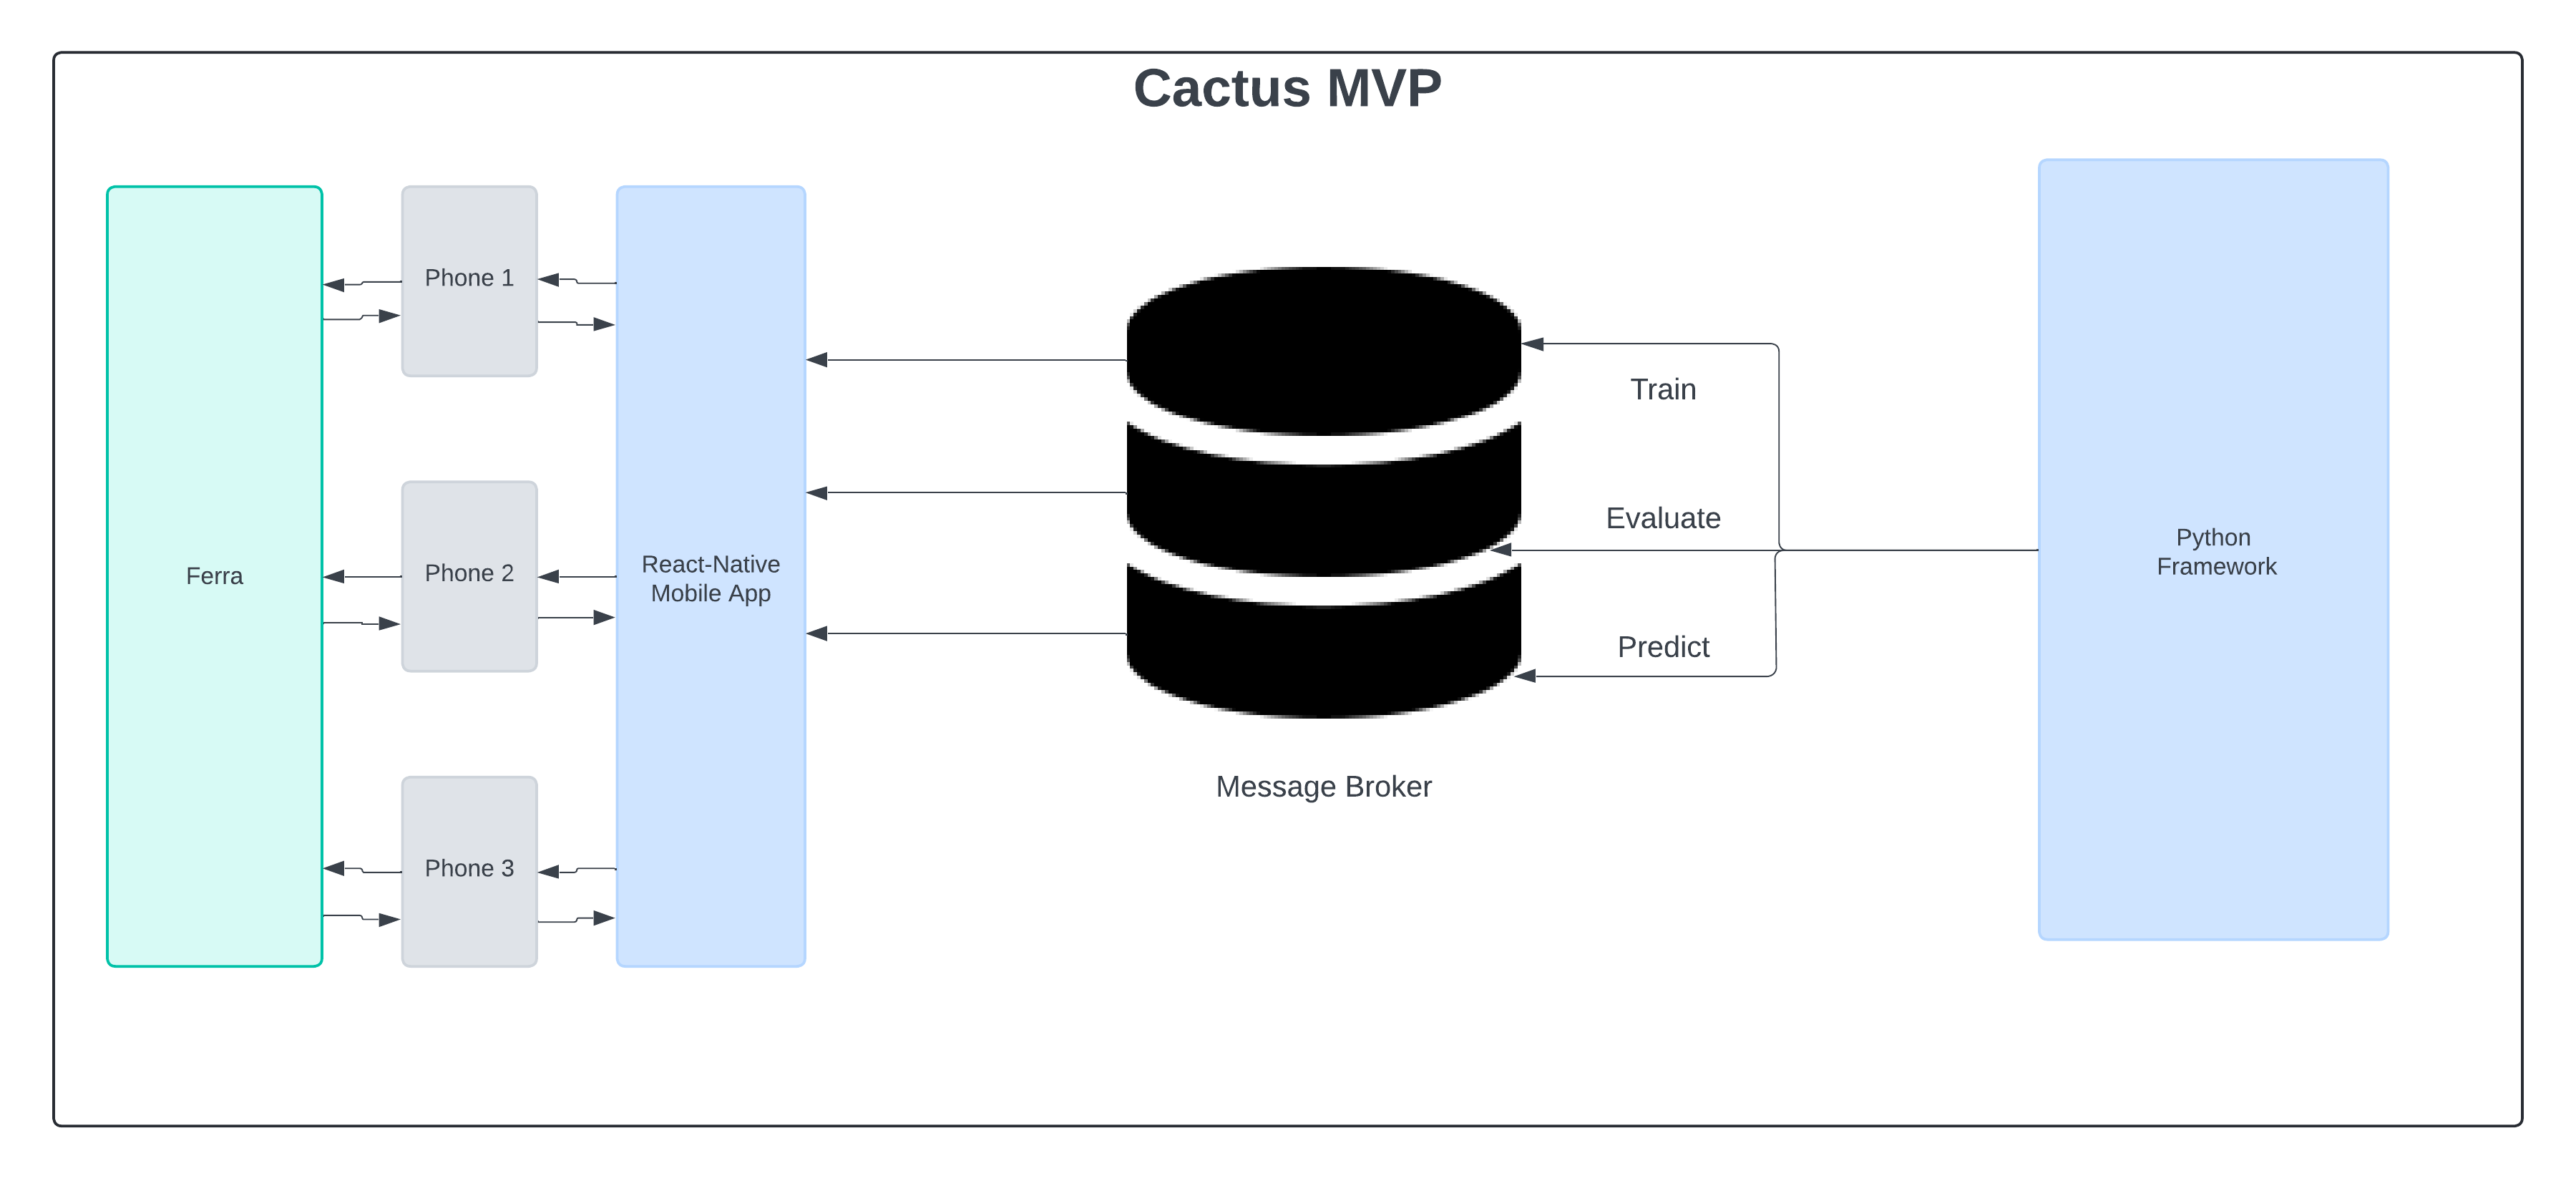 Cactus MVP
Ferra
Phone 1
Phone 2
Phone 3
React-Native
Mobile App
Message Broker
Train
Evaluate
Predict
Python
Framework